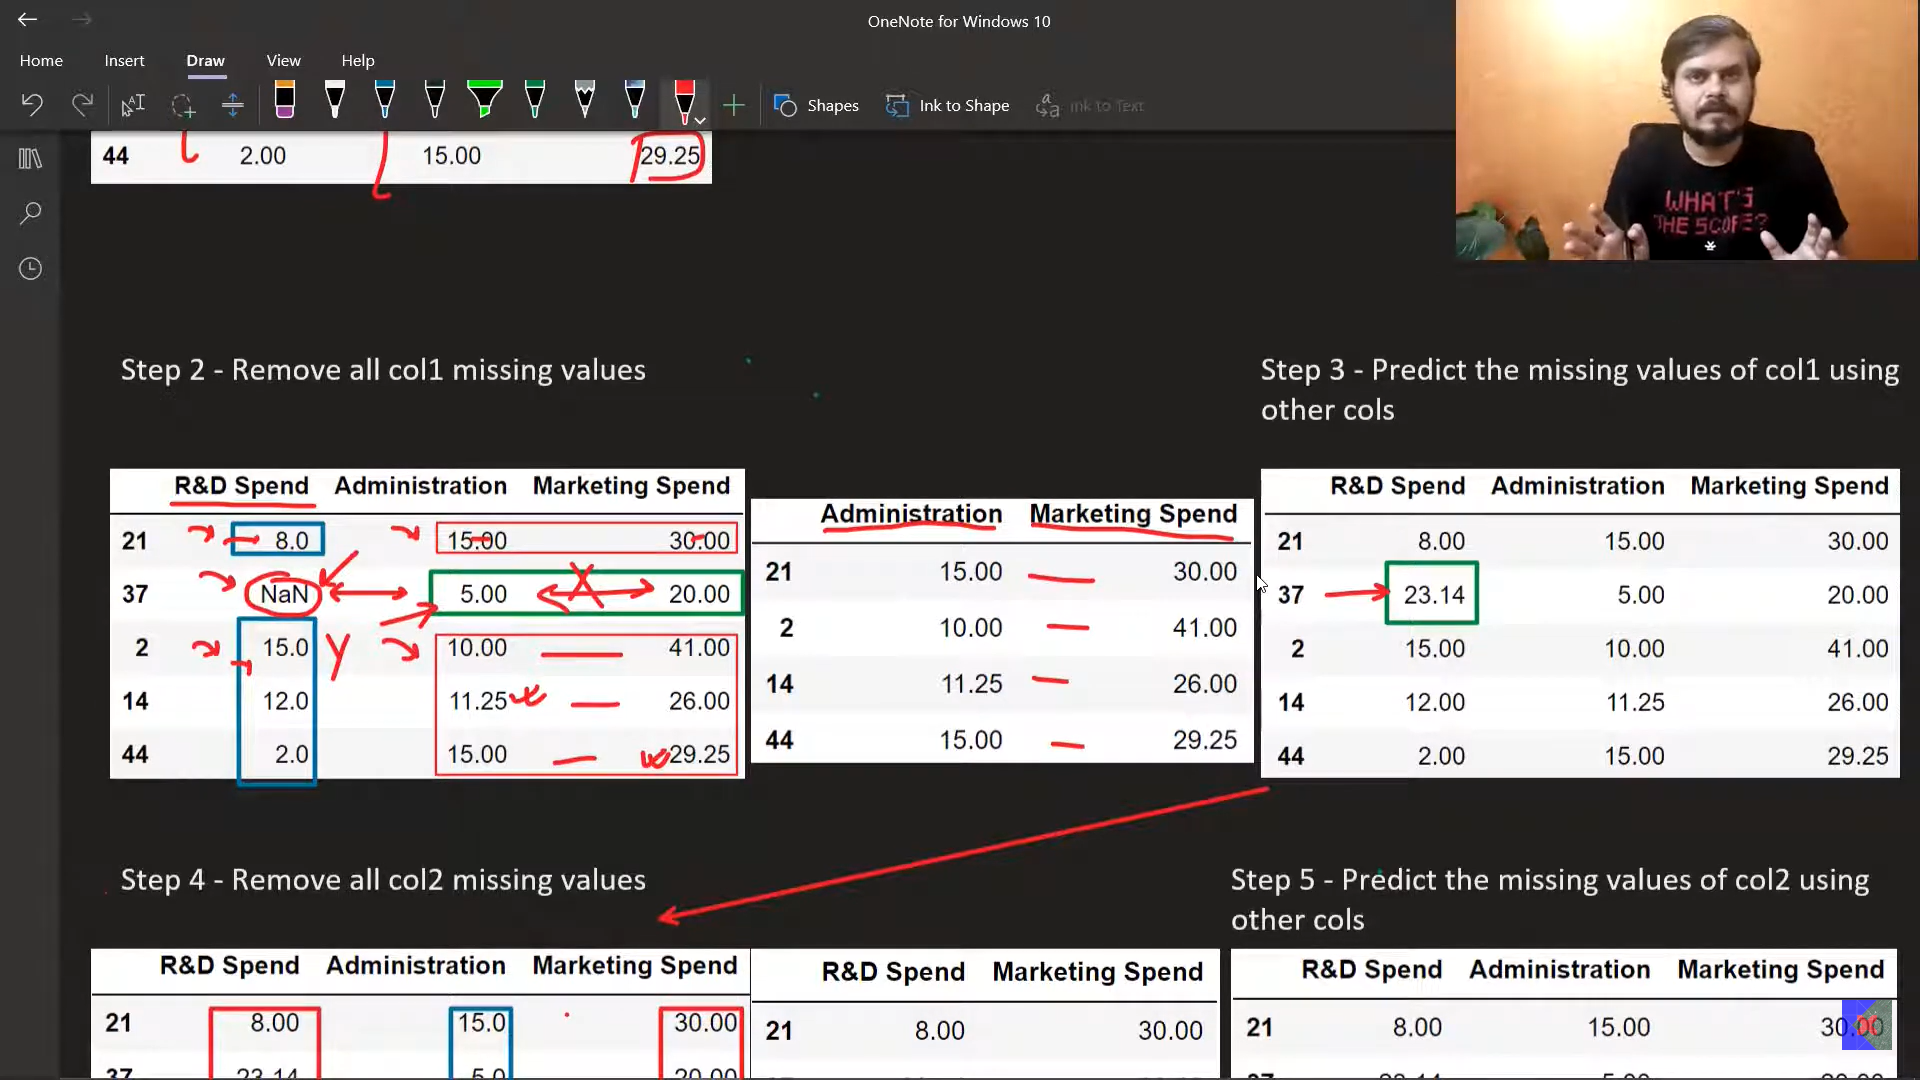 OneNote for Windows 10
Home Insert Draw View Help
Shapes Ink to Shape Ink to Text
WHAT'S
THE SCOPE?
44 2.00 15.00 29.25
Step 2 - Remove all col1 missing values
R&D Spend Administration Marketing Spend
21 8.0 15.00 30.00
37 NaN 5.00 20.00
2 15.0 Y 10.00 41.00
14 12.0 11.25 26.00
44 2.0 15.00 29.25
Administration Marketing Spend
21 15.00 30.00
2 10.00 41.00
14 11.25 26.00
44 15.00 29.25
Step 3 - Predict the missing values of col1 using
other cols
R&D Spend Administration Marketing Spend
21 8.00 15.00 30.00
37 23.14 5.00 20.00
2 15.00 10.00 41.00
14 12.00 11.25 26.00
44 2.00 15.00 29.25
Step 4 - Remove all col2 missing values
R&D Spend Administration Marketing Spend
21 8.00 15.0 30.00
37 23.14 5.0 20.00
R&D Spend Marketing Spend
21 8.00 30.00
Step 5 - Predict the missing values of col2 using
other cols
R&D Spend Administration Marketing Spend
21 8.00 15.00 30.00